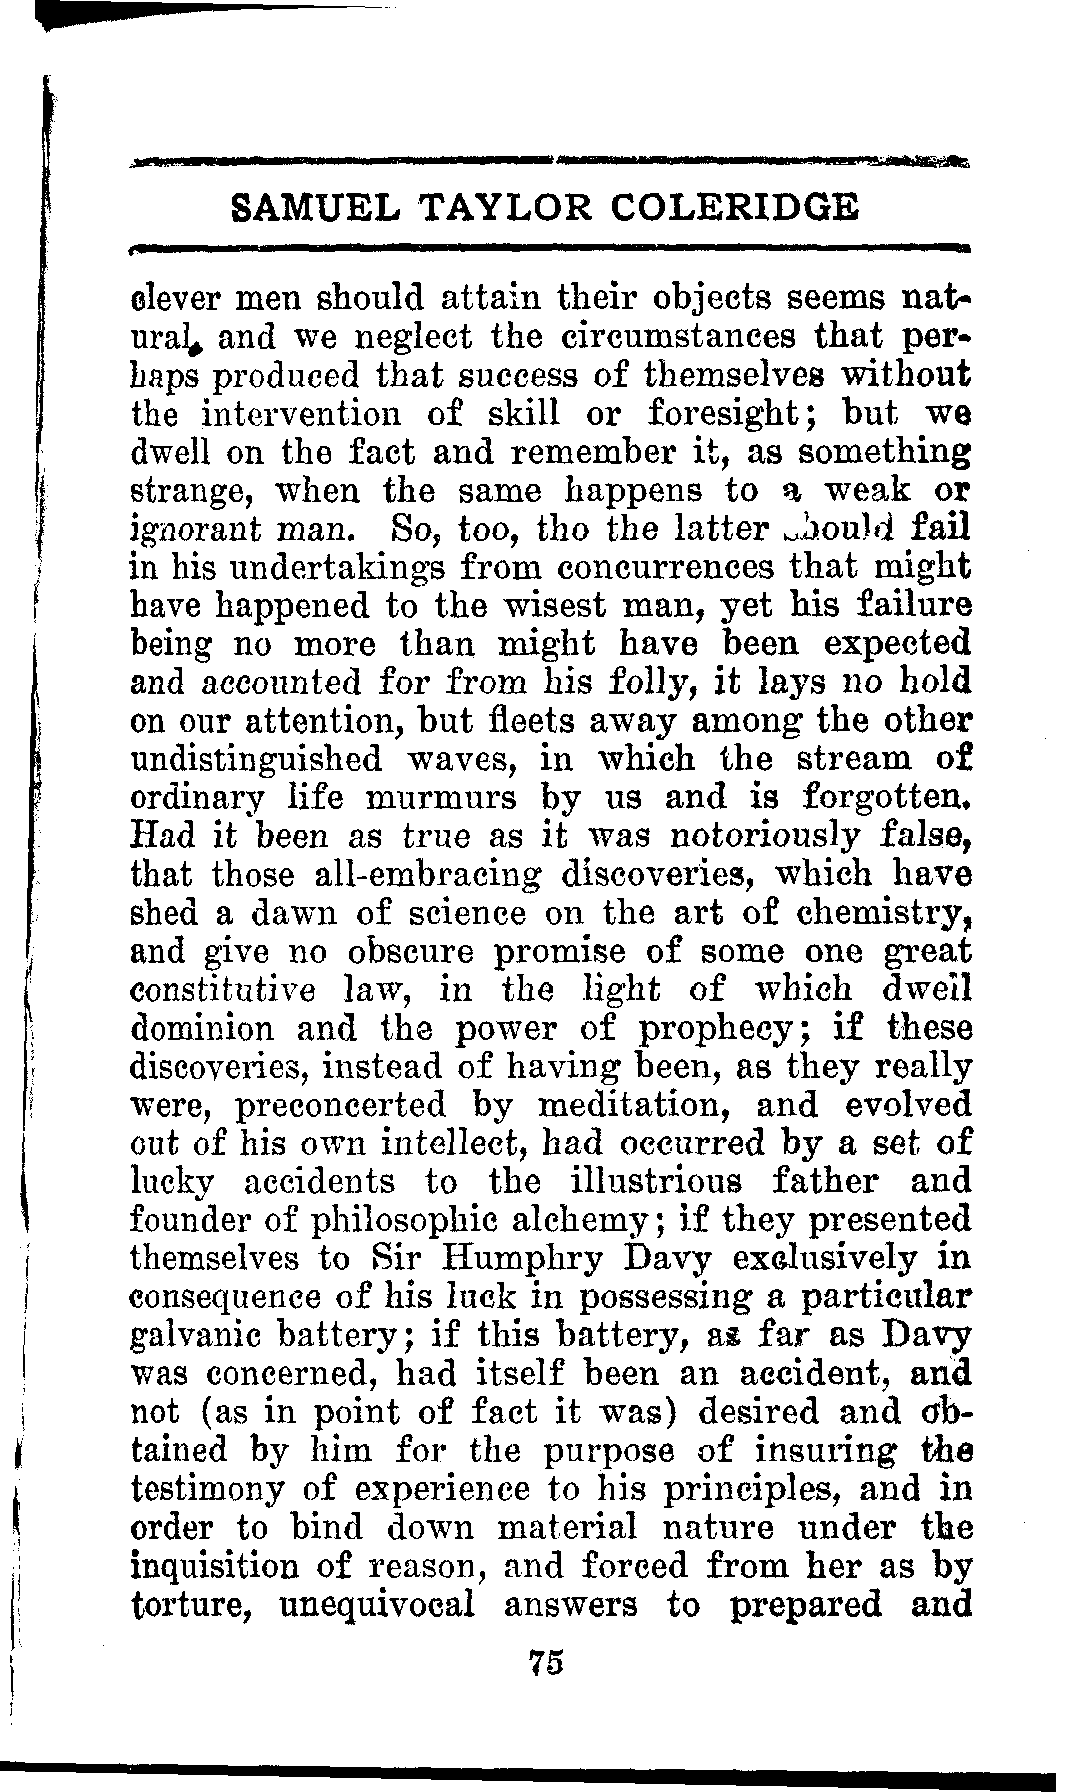 SAMUEL TAYLOR COLERIDGE
clever men should attain their objects seems nat-
ural, and we neglect the circumstances that per-
haps produced that success of themselves without
the intervention of skill or foresight; but we
dwell on the fact and remember it, as something
strange, when the same happens to a weak or
ignorant man. So, too, tho the latter should fail
in his undertakings from concurrences that might
have happened to the wisest man, yet his failure
being no more than might have been expected
and accounted for from his folly, it lays no hold
on our attention, but fleets away among the other
undistinguished waves, in which the stream of
ordinary life murmurs by us and is forgotten.
Had it been as true as it was notoriously false,
that those all-embracing discoveries, which have
shed a dawn of science on the art of chemistry,
and give no obscure promise of some one great
constitutive law, in the light of which dwell
dominion and the power of prophecy; if these
discoveries, instead of having been, as they really
were, preconcerted by meditation, and evolved
out of his own intellect, had occurred by a set of
lucky accidents to the illustrious father and
founder of philosophic alchemy; if they presented
themselves to Sir Humphry Davy exclusively in
consequence of his luck in possessing a particular
galvanic battery; if this battery, as far as Davy
was concerned, had itself been an accident, and
not (as in point of fact it was) desired and ob-
tained by him for the purpose of insuring the
testimony of experience to his principles, and in
order to bind down material nature under the
inquisition of reason, and forced from her as by
torture, unequivocal answers to prepared and
75